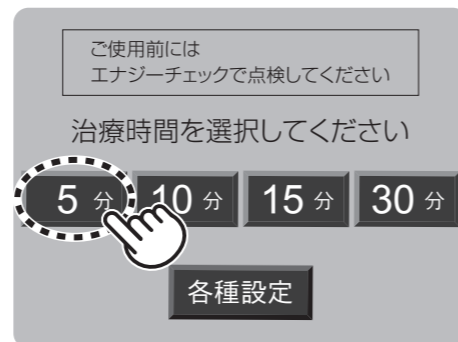 ご使用前には
エナジーチェックで点検してください
治療時間を選択してください
5 分 10 分 15 分 30 分
各種設定